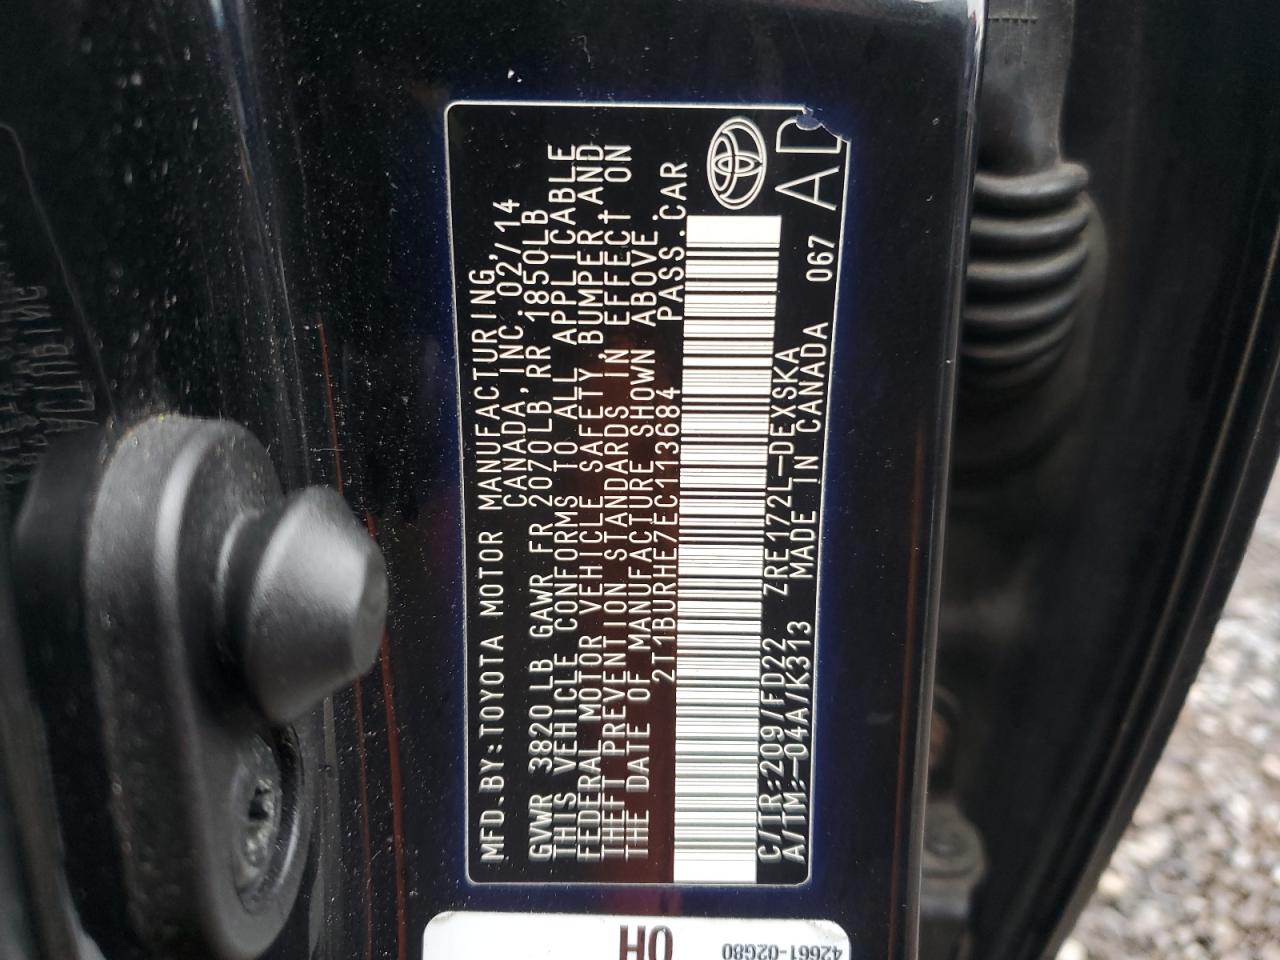 MFD.BY:TOYOTA MOTOR MANUFACTURING,
CANADA,INC. 02/14
GVWR 3820 LB GAWR FR 2070LB,RR 1850LB
THIS VEHICLE CONFORMS TO ALL APPLICABLE
FEDERAL MOTOR VEHICLE SAFETY, BUMPER,AND
THEFT PREVENTION STANDARDS IN EFFECT ON
THE DATE OF MANUFACTURE SHOWN ABOVE.
2T1BURHE7EC113684 PASS.CAR
C/TR:209/FD22 ZRE172L-DEXSKA
A/TM:-04A/K313 MADE IN CANADA 067 AD
OH
42661-02G80